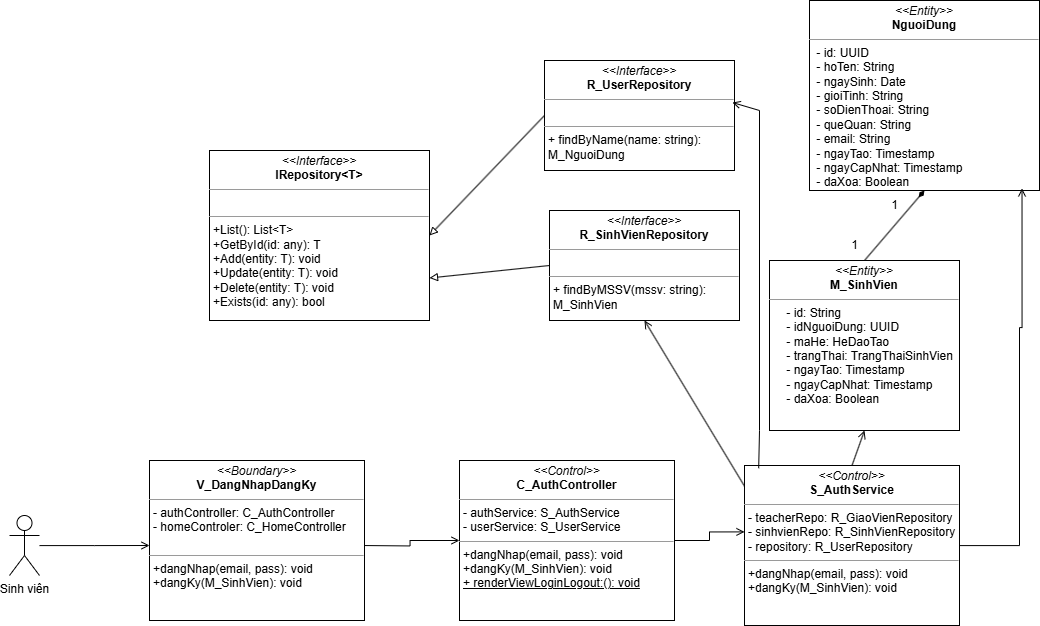 <<Entity>>
NguoiDung
- id: UUID
- hoTen: String
- ngaySinh: Date
- gioiTinh: String
- soDienThoai: String
- queQuan: String
- email: String
- ngayTao: Timestamp
- ngayCapNhat: Timestamp
- daXoa: Boolean
<<Interface>>
R_UserRepository
+ findByName(name: string):
M_NguoiDung
<<Interface>>
IRepository<T>
+List(): List<T>
+GetById(id: any): T
+Add(entity: T): void
+Update(entity: T): void
+Delete(entity: T): void
+Exists(id: any): bool
<<Interface>>
R_SinhVienRepository
+ findByMSSV(mssv: string):
M_SinhVien
1
1
<<Entity>>
M_SinhVien
- id: String
- idNguoiDung: UUID
- maHe: HeDaoTao
- trangThai: TrangThaiSinhVien
- ngayTao: Timestamp
- ngayCapNhat: Timestamp
- daXoa: Boolean
Sinh viên
<<Boundary>>
V_DangNhapDangKy
- authController: C_AuthController
- homeControler: C_HomeController
+dangNhap(email, pass): void
+dangKy(M_SinhVien): void
<<Control>>
C_AuthController
- authService: S_AuthService
- userService: S_UserService
+dangNhap(email, pass): void
+dangKy(M_SinhVien): void
+ renderViewLoginLogout:(): void
<<Control>>
S_AuthService
- teacherRepo: R_GiaoVienRepository
- sinhvienRepo: R_SinhVienRepository
- repository: R_UserRepository
+dangNhap(email, pass): void
+dangKy(M_SinhVien): void